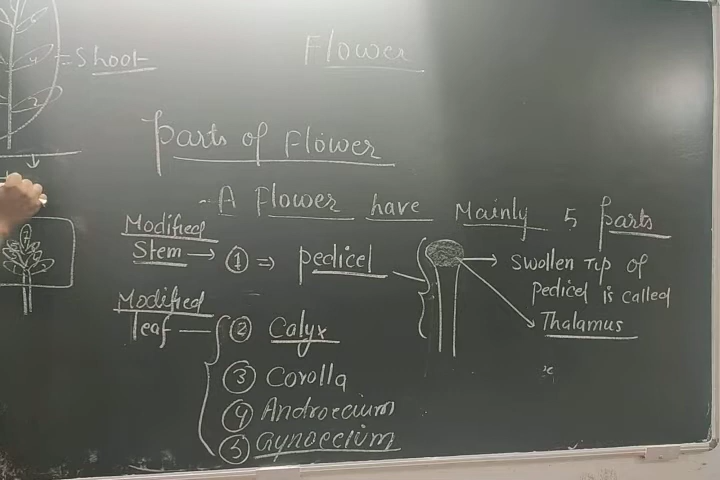 Shoot
Flower
Parts of Flower
A Flower have Mainly 5 parts
Modified
Stem → ① ⇒ pedicel
Swollen Tip of
pedicel is called
Thalamus
Modified
leaf
② Calyx
③ Corolla
④ Androecium
⑤ Gynoecium